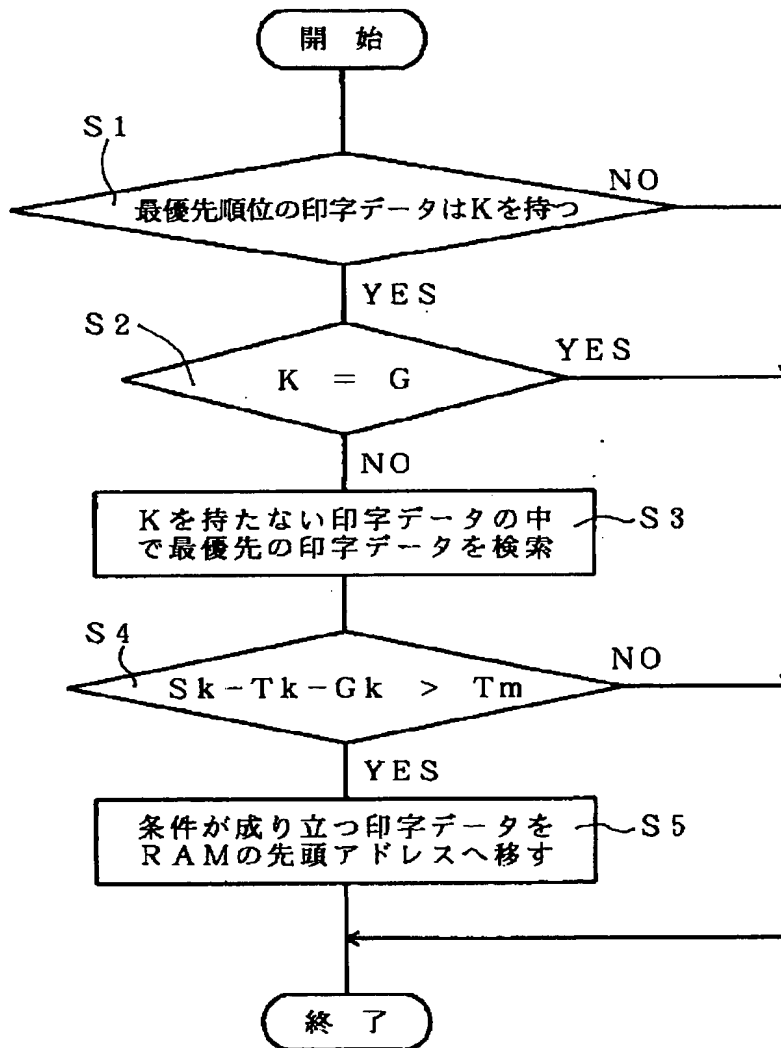 開 始
S1
NO
最優先順位の印字データはKを持つ
YES
S2
YES
K = G
NO
Kを持たない印字データの中
で最優先の印字データを検索
S3
S4
NO
Sk-Tk-Gk > Tm
YES
条件が成り立つ印字データを
RAMの先頭アドレスへ移す
S5
終 了